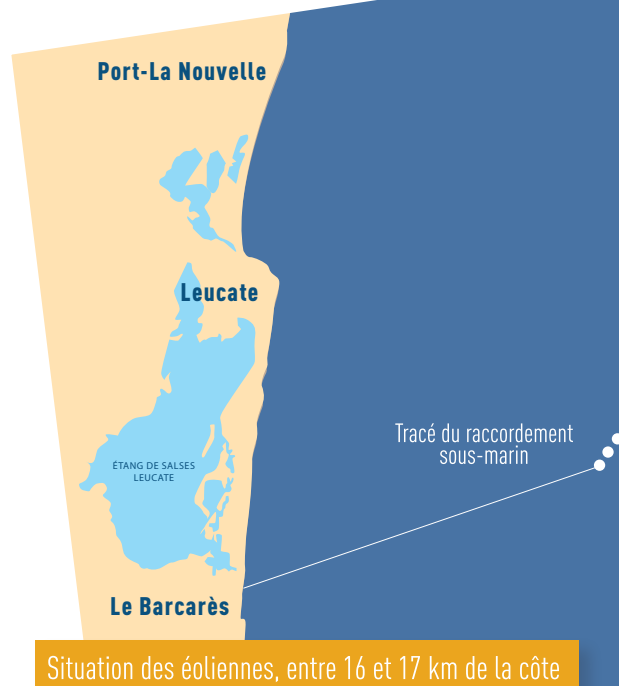 Port-La Nouvelle
Leucate
Tracé du raccordement
sous-marin
ÉTANG DE SALSES
LEUCATE
Le Barcarès
Situation des éoliennes, entre 16 et 17 km de la côte